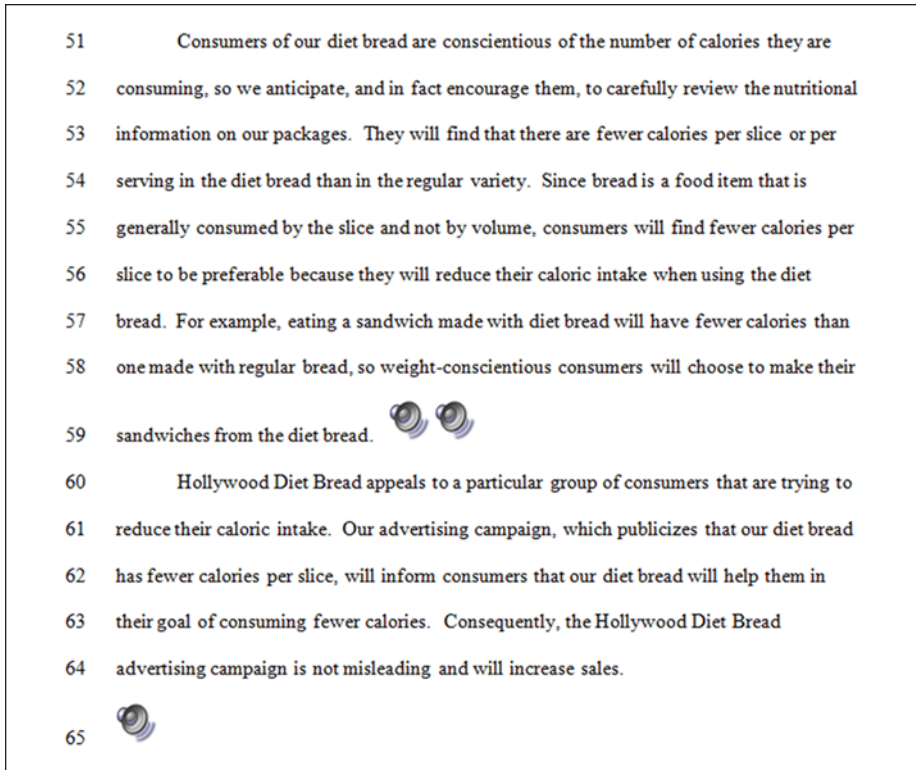 51 Consumers of our diet bread are conscientious of the number of calories they are
52 consuming, so we anticipate, and in fact encourage them, to carefully review the nutritional
53 information on our packages. They will find that there are fewer calories per slice or per
54 serving in the diet bread than in the regular variety. Since bread is a food item that is
55 generally consumed by the slice and not by volume, consumers will find fewer calories per
56 slice to be preferable because they will reduce their caloric intake when using the diet
57 bread. For example, eating a sandwich made with diet bread will have fewer calories than
58 one made with regular bread, so weight-conscientious consumers will choose to make their
59 sandwiches from the diet bread.
60 Hollywood Diet Bread appeals to a particular group of consumers that are trying to
61 reduce their caloric intake. Our advertising campaign, which publicizes that our diet bread
62 has fewer calories per slice, will inform consumers that our diet bread will help them in
63 their goal of consuming fewer calories. Consequently, the Hollywood Diet Bread
64 advertising campaign is not misleading and will increase sales.
65